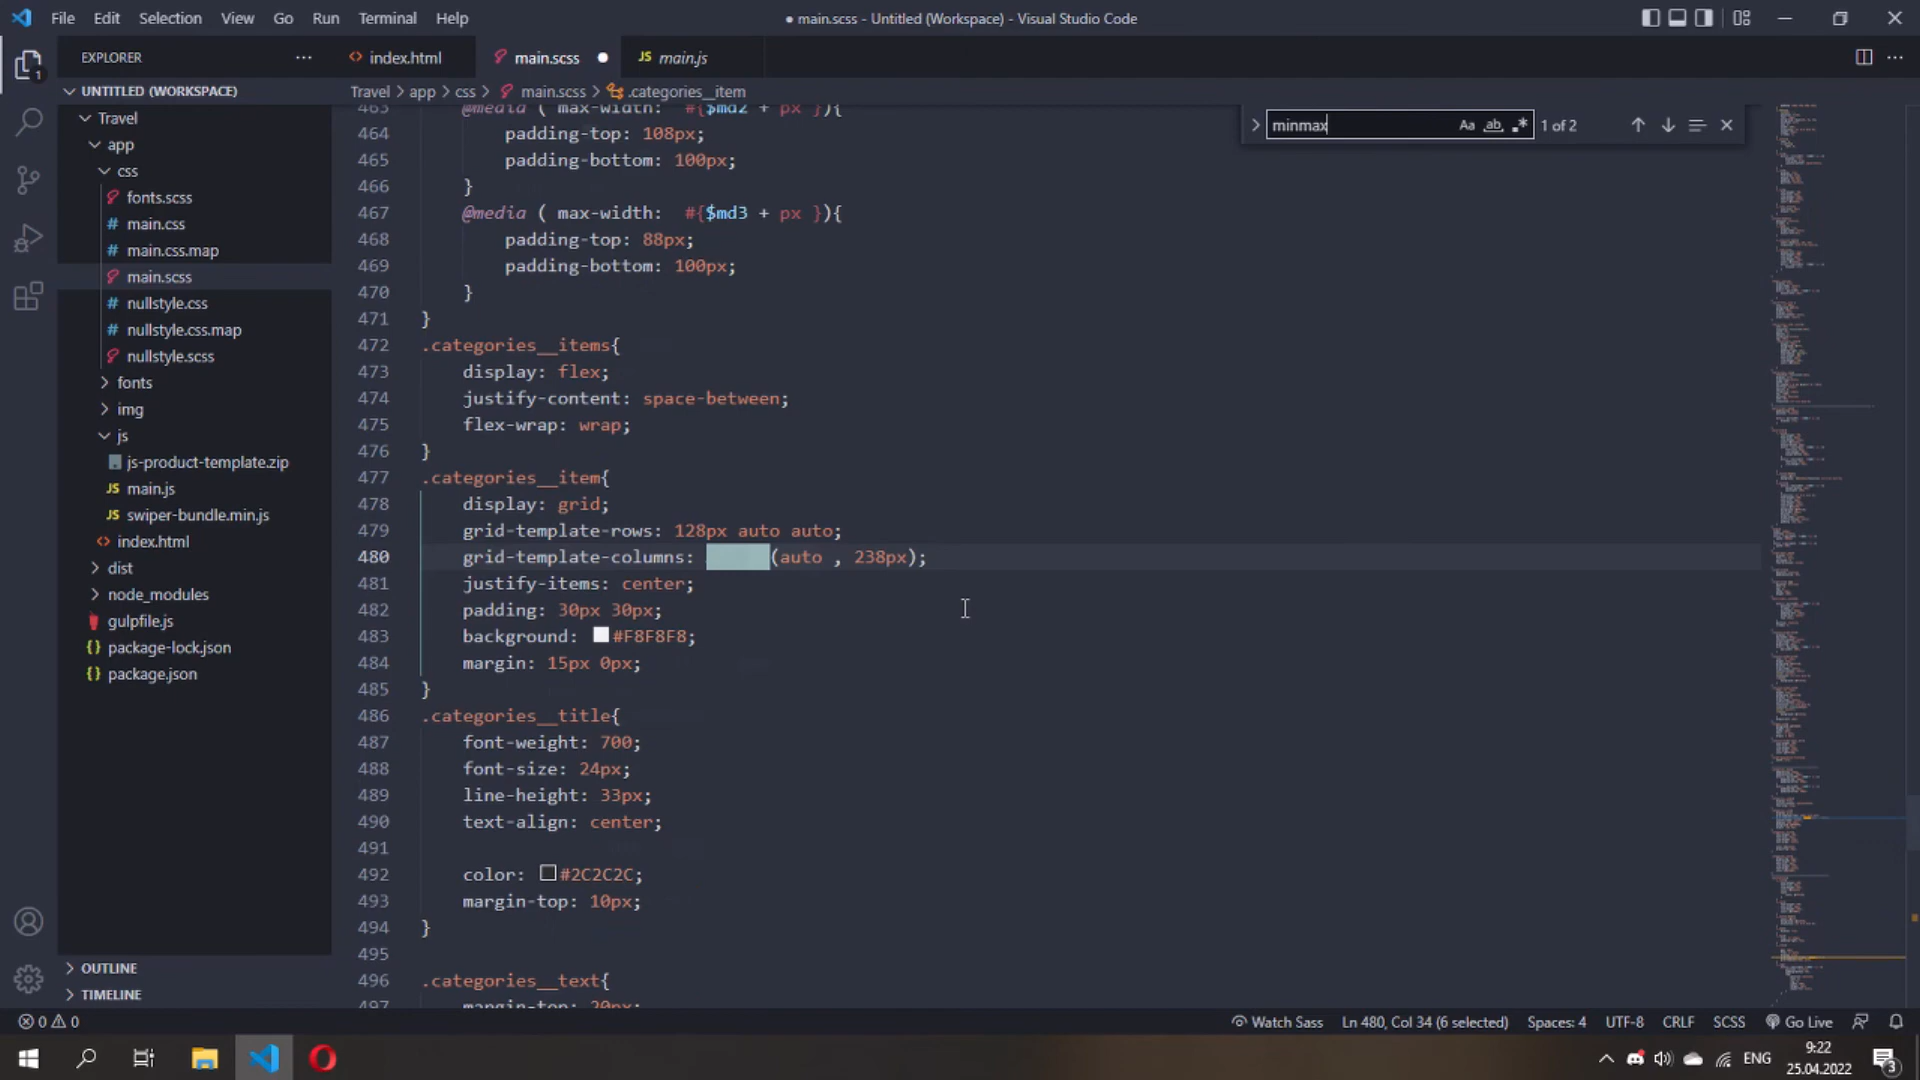 File Edit Selection View Go Run Terminal Help
● main.scss - Untitled (Workspace) - Visual Studio Code
EXPLORER
index.html
main.scss
JS main.js
UNTITLED (WORKSPACE)
Travel > app > css > main.scss > .categories__item
minmax
Aa ab .* 1 of 2
Travel
app
css
fonts.scss
# main.css
# main.css.map
main.scss
# nullstyle.css
# nullstyle.css.map
nullstyle.scss
fonts
img
js
js-product-template.zip
JS main.js
JS swiper-bundle.min.js
index.html
dist
node_modules
gulpfile.js
{} package-lock.json
{} package.json
OUTLINE
TIMELINE
463 @media ( max-width: #{$md2 + px }){
464 padding-top: 108px;
465 padding-bottom: 100px;
466 }
467 @media ( max-width: #{$md3 + px }){
468 padding-top: 88px;
469 padding-bottom: 100px;
470 }
471 }
472 .categories__items{
473 display: flex;
474 justify-content: space-between;
475 flex-wrap: wrap;
476 }
477 .categories__item{
478 display: grid;
479 grid-template-rows: 128px auto auto;
480 grid-template-columns: (auto , 238px);
481 justify-items: center;
482 padding: 30px 30px;
483 background: #F8F8F8;
484 margin: 15px 0px;
485 }
486 .categories__title{
487 font-weight: 700;
488 font-size: 24px;
489 line-height: 33px;
490 text-align: center;
491
492 color: #2C2C2C;
493 margin-top: 10px;
494 }
495
496 .categories__text{
497 margin-top: 20px;
0 0
Watch Sass Ln 480, Col 34 (6 selected) Spaces: 4 UTF-8 CRLF SCSS Go Live
ENG
9:22
25.04.2022
3